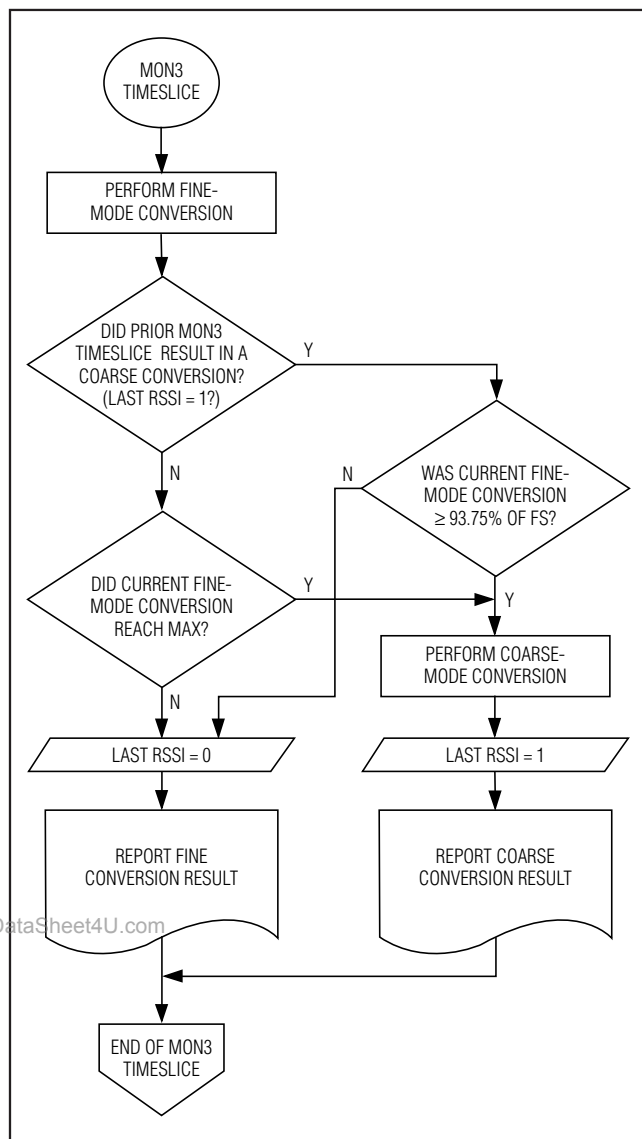 MON3
TIMESLICE
PERFORM FINE-
MODE CONVERSION
DID PRIOR MON3
TIMESLICE RESULT IN A
COARSE CONVERSION?
(LAST RSSI = 1?)
Y
N
N
WAS CURRENT FINE-
MODE CONVERSION
≥ 93.75% OF FS?
DID CURRENT FINE-
MODE CONVERSION
REACH MAX?
Y
Y
N
PERFORM COARSE-
MODE CONVERSION
LAST RSSI = 0
LAST RSSI = 1
REPORT FINE
CONVERSION RESULT
REPORT COARSE
CONVERSION RESULT
DataSheet4U.com
END OF MON3
TIMESLICE